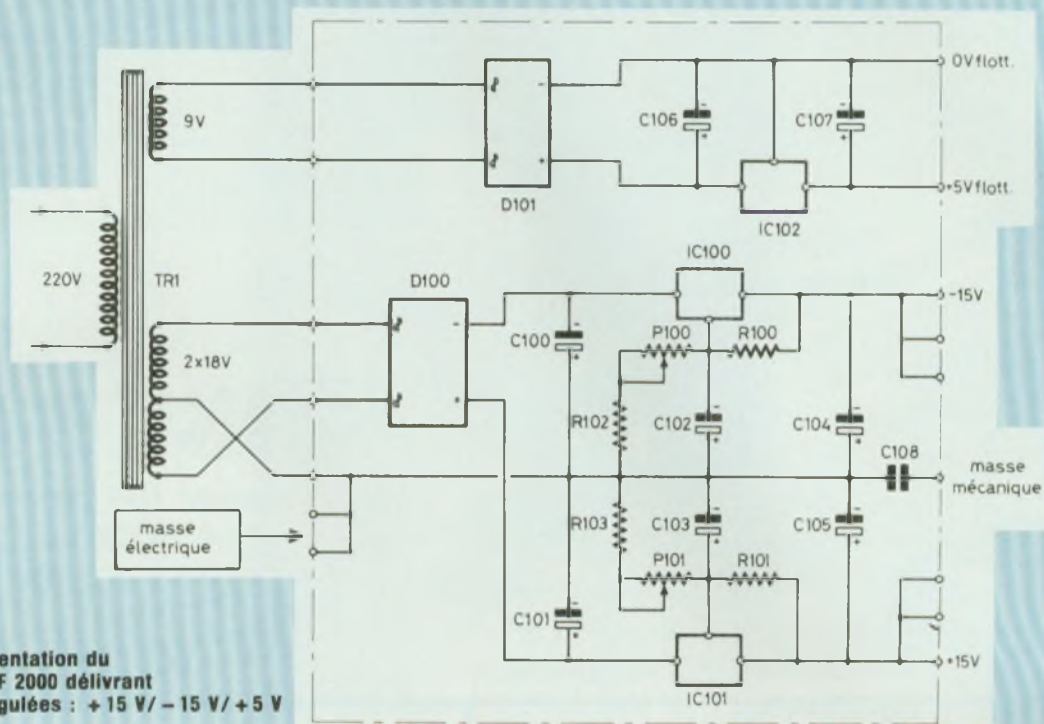 0V flott.
C106
C107
9V
+5V flott.
D101
IC102
220V
TR1
D100
IC100
-15V
C100
P100
R100
2x18V
R102
C102
C104
C108
masse
mécanique
masse
électrique
R103
C103
C105
P101
R101
C101
+15V
IC101
entation du
F 2000 délivrant
gulées : + 15 V/ – 15 V/ + 5 V